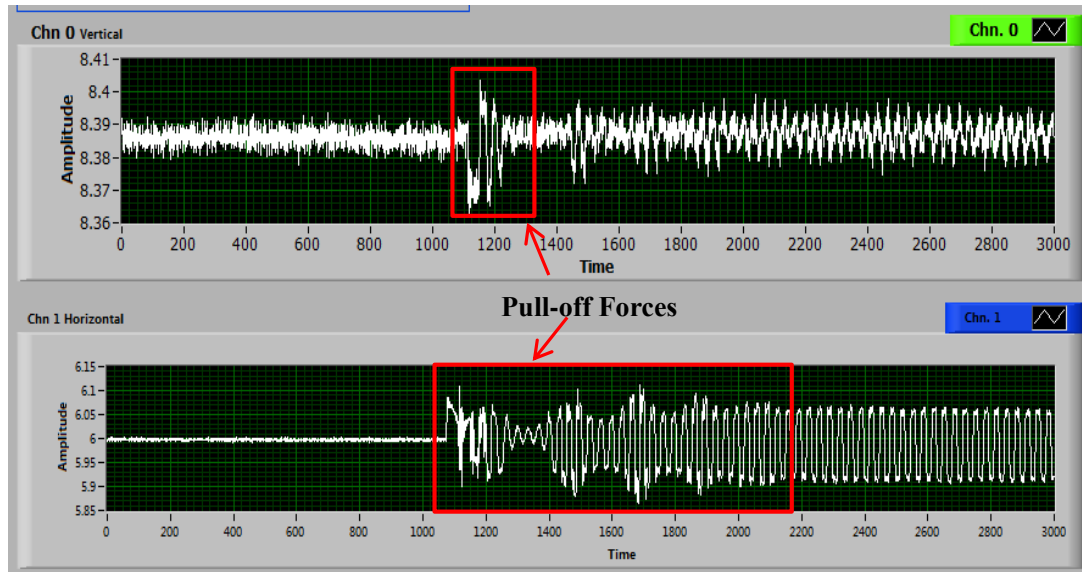 Chn 0 Vertical
Chn. 0
8.41
8.4
8.39
8.38
8.37
8.36
Amplitude
0 200 400 600 800 1000 1200 1400 1600 1800 2000 2200 2400 2600 2800 3000
Time
Pull-off Forces
Chn 1 Horizontal
Chn. 1
6.15
6.1
6.05
6
5.95
5.9
5.85
Amplitude
0 200 400 600 800 1000 1200 1400 1600 1800 2000 2200 2400 2600 2800 3000
Time